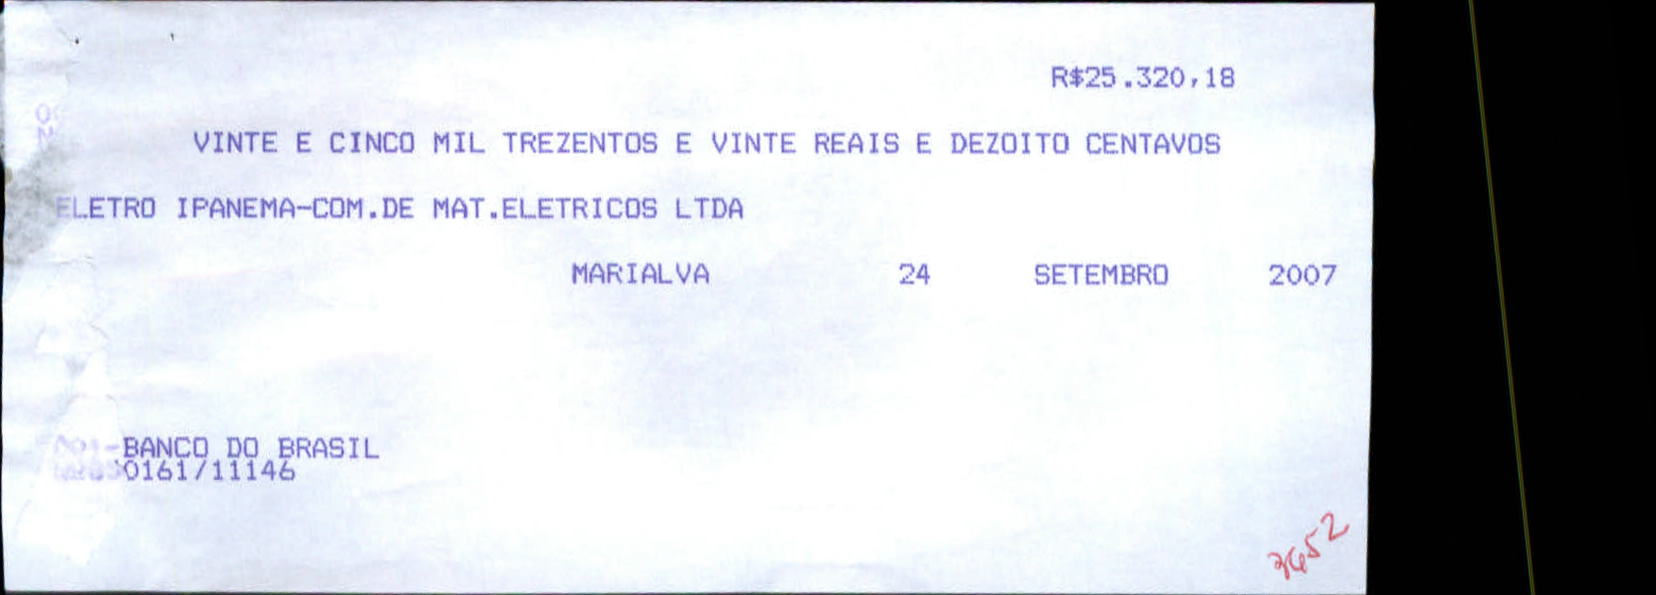 R$25.320,18
VINTE E CINCO MIL TREZENTOS E VINTE REAIS E DEZOITO CENTAVOS
ELETRO IPANEMA-COM.DE MAT.ELETRICOS LTDA
MARIALVA 24 SETEMBRO 2007
-BANCO DO BRASIL
0161/11146
3652